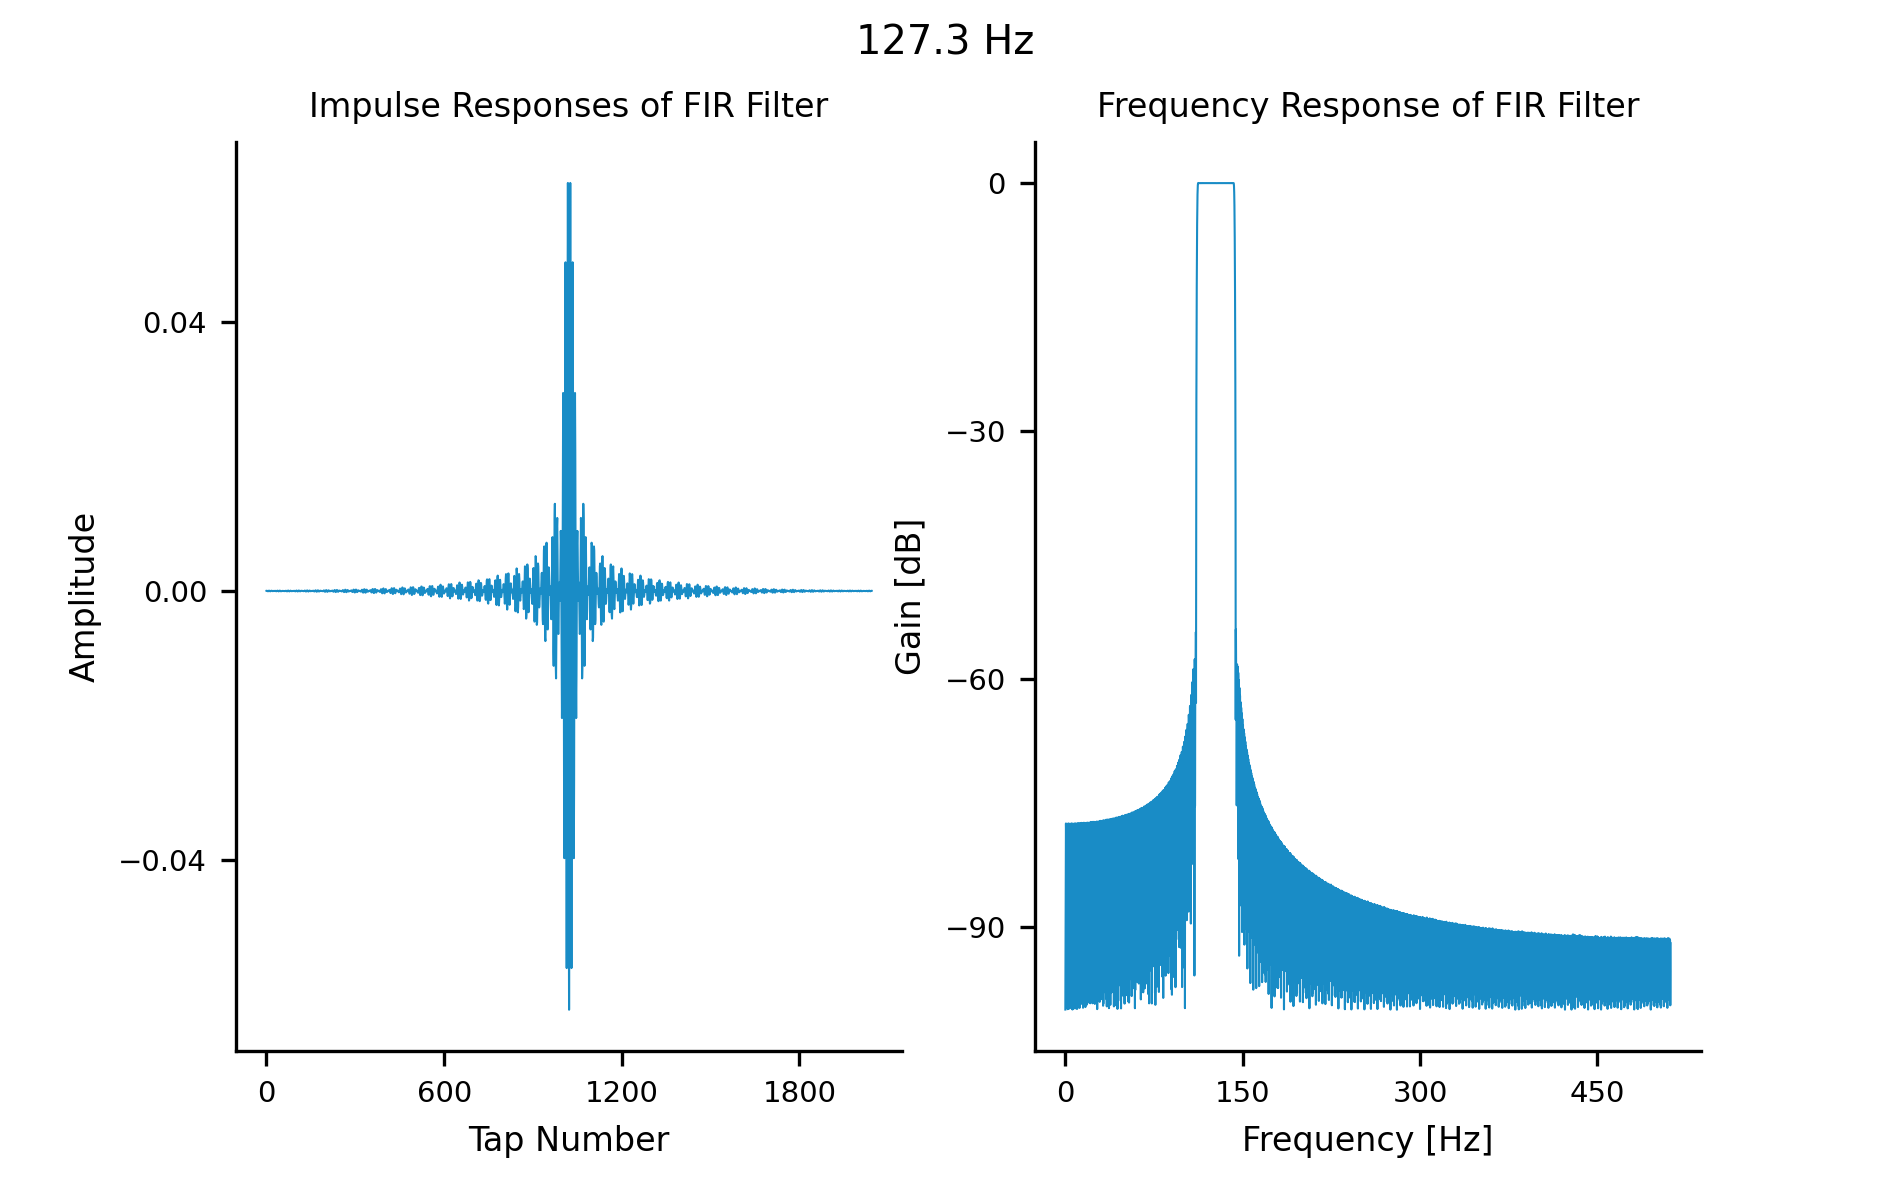 127.3 Hz
Impulse Responses of FIR Filter
0.04
0.00
−0.04
Amplitude
0
600
1200
1800
Tap Number
Frequency Response of FIR Filter
0
−30
−60
−90
Gain [dB]
0
150
300
450
Frequency [Hz]